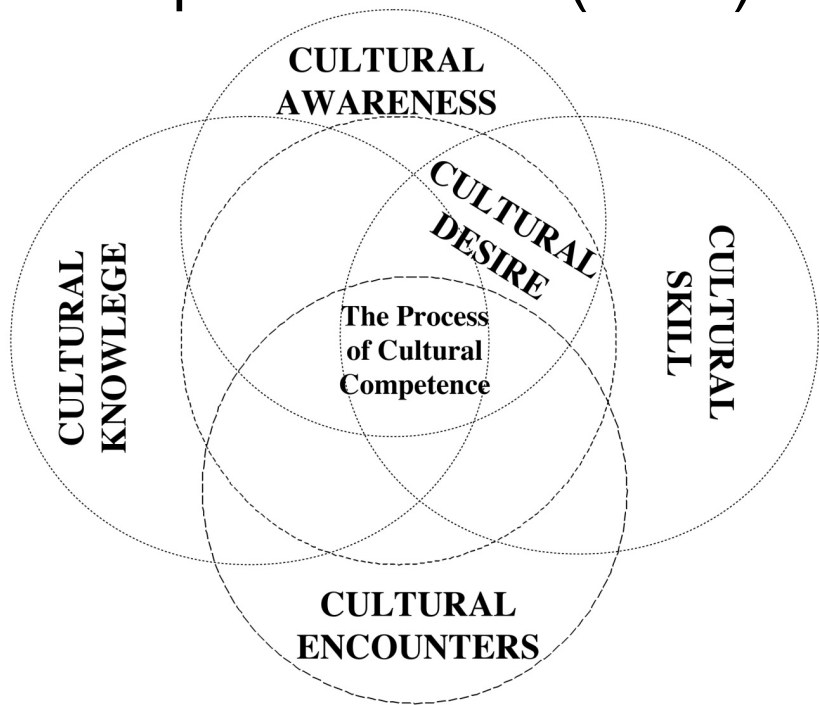 CULTURAL
AWARENESS
CULTURAL
DESIRE
CULTURAL
KNOWLEGE
The Process
of Cultural
Competence
CULTURAL
SKILL
CULTURAL
ENCOUNTERS